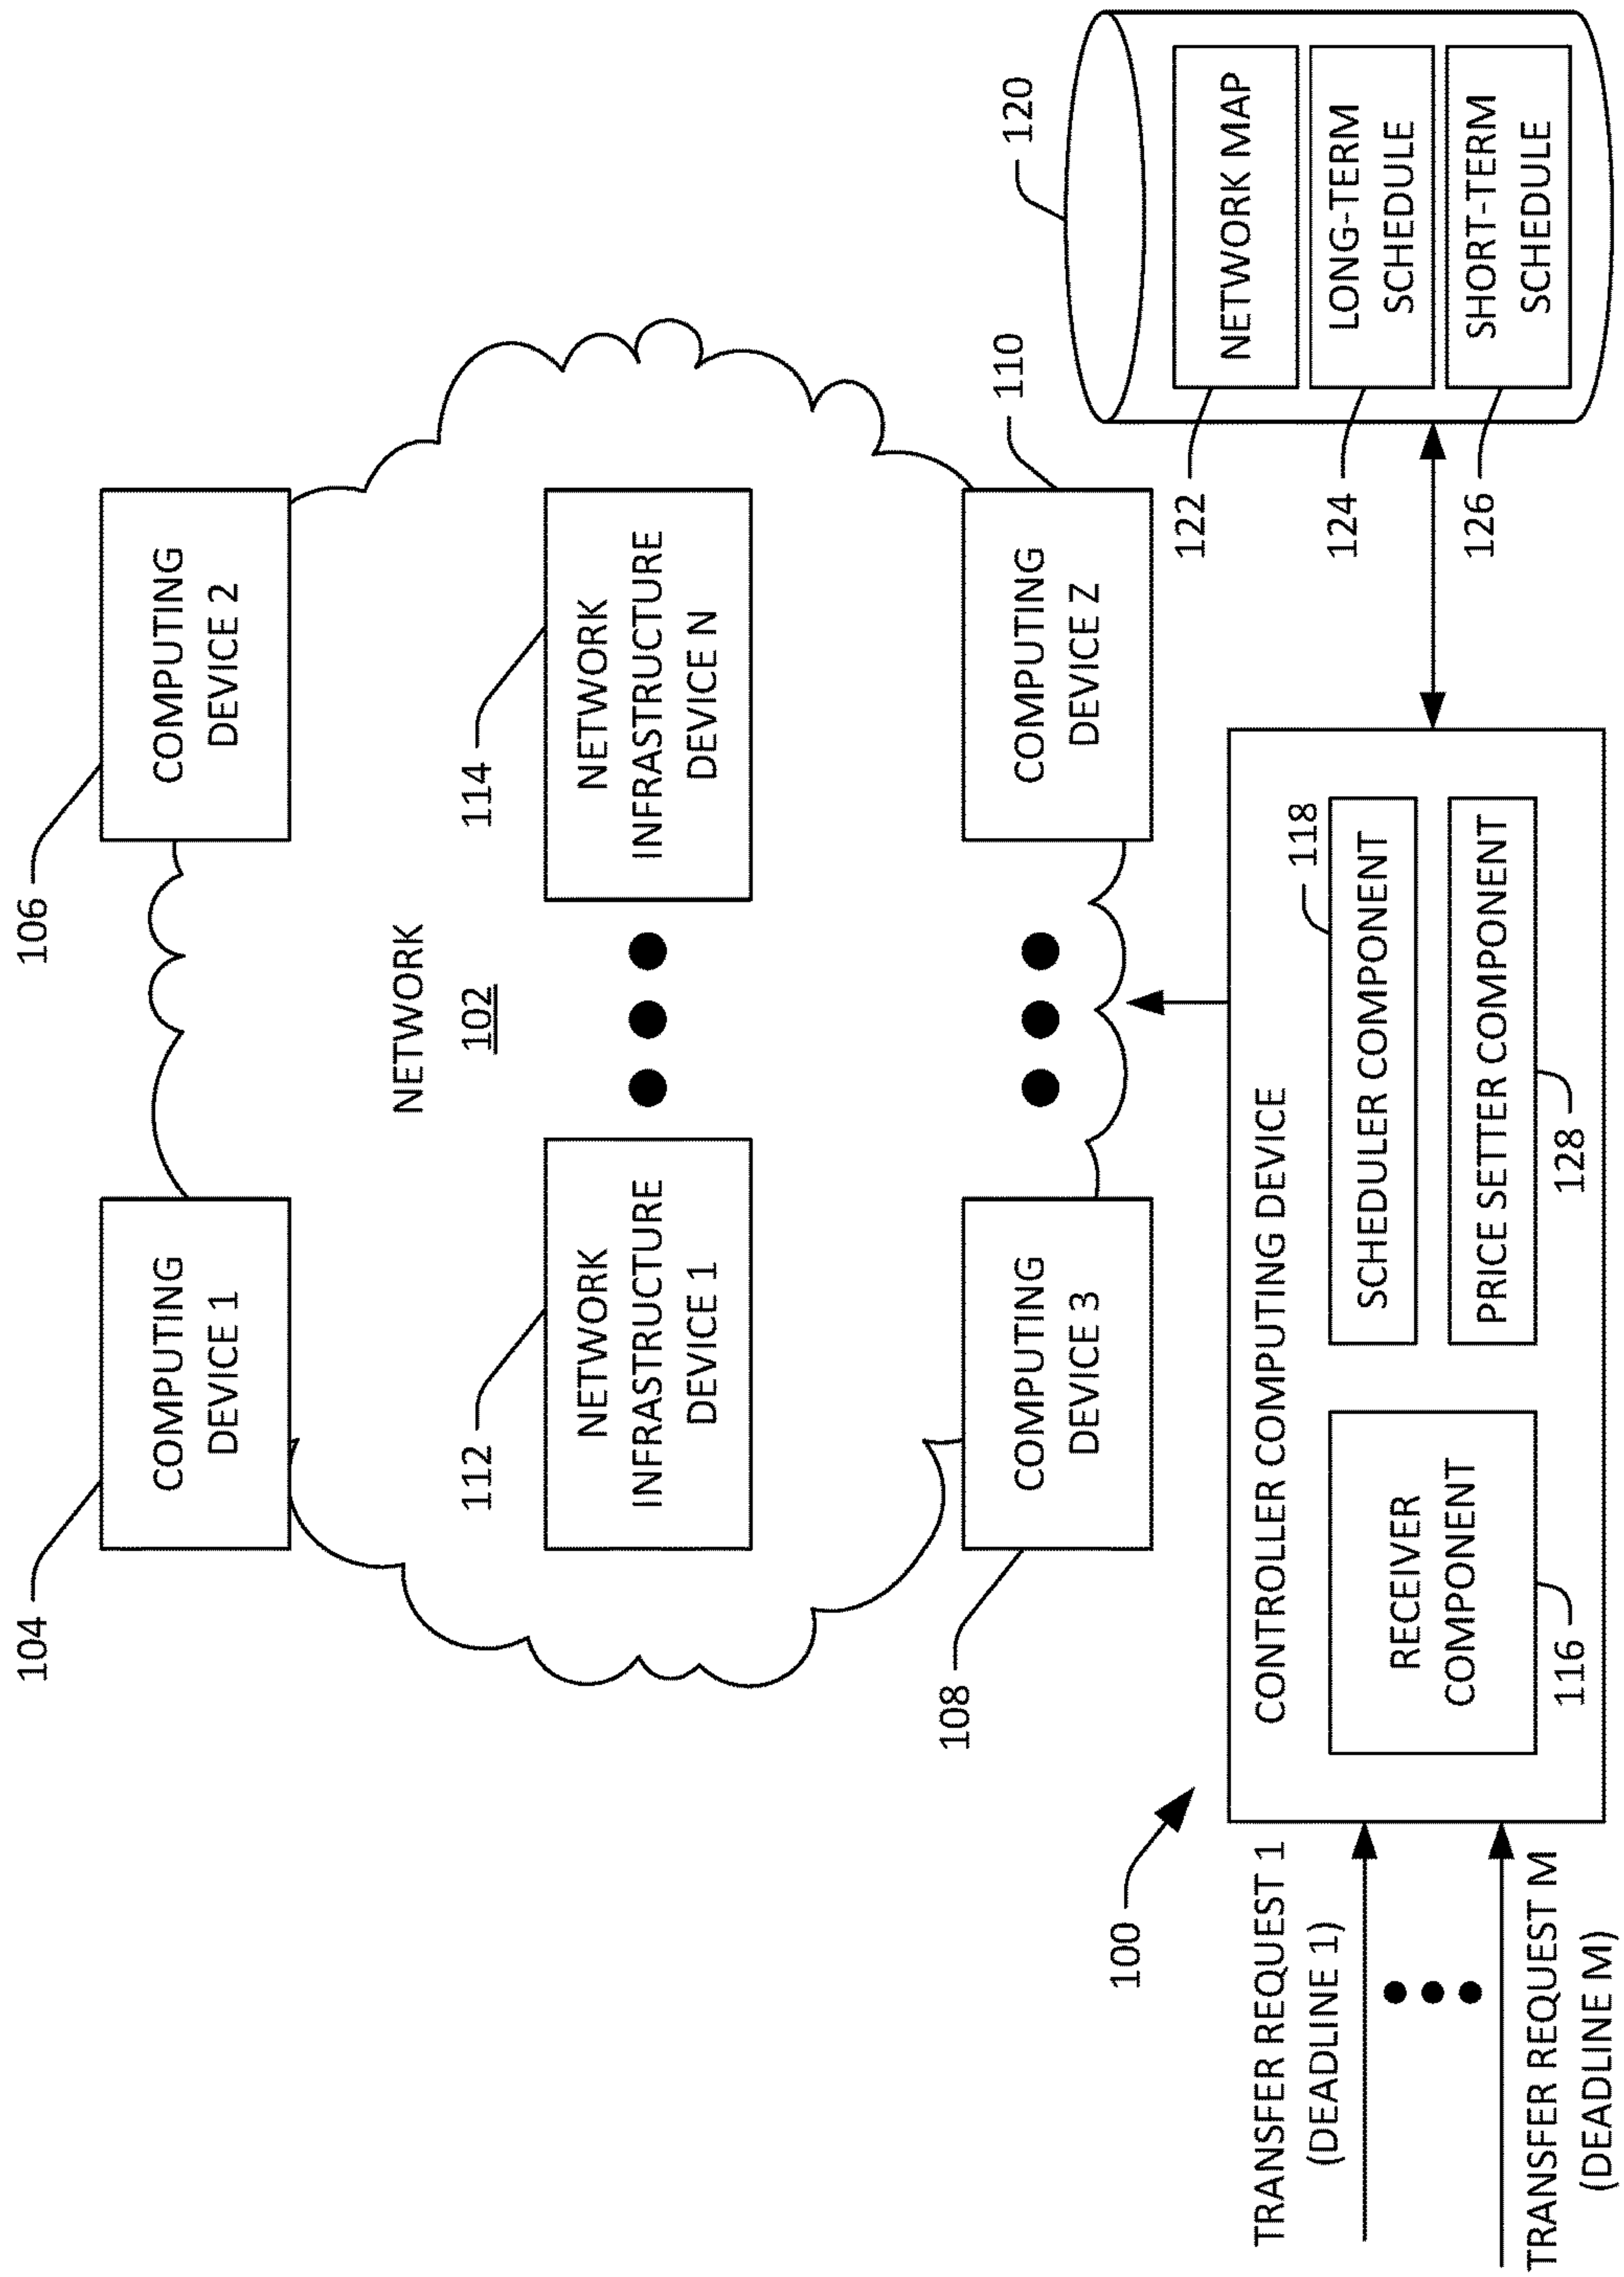 104
COMPUTING
DEVICE 1
106
COMPUTING
DEVICE 2
NETWORK
102
112
NETWORK
INFRASTRUCTURE
DEVICE 1
114
NETWORK
INFRASTRUCTURE
DEVICE N
108
COMPUTING
DEVICE 3
COMPUTING
DEVICE Z
110
120
100
TRANSFER REQUEST 1
(DEADLINE 1)
TRANSFER REQUEST M
(DEADLINE M)
CONTROLLER COMPUTING DEVICE
RECEIVER
COMPONENT
116
118
SCHEDULER COMPONENT
PRICE SETTER COMPONENT
128
122
NETWORK MAP
124
LONG-TERM
SCHEDULE
126
SHORT-TERM
SCHEDULE